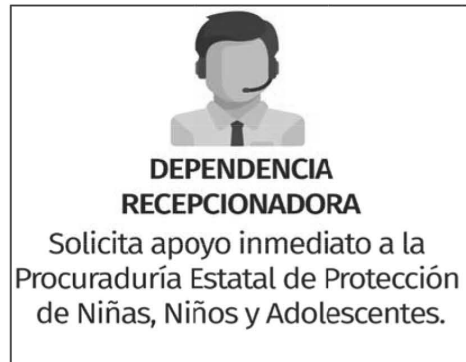 DEPENDENCIA
RECEPCIONADORA
Solicita apoyo inmediato a la
Procuraduría Estatal de Protección
de Niñas, Niños y Adolescentes.